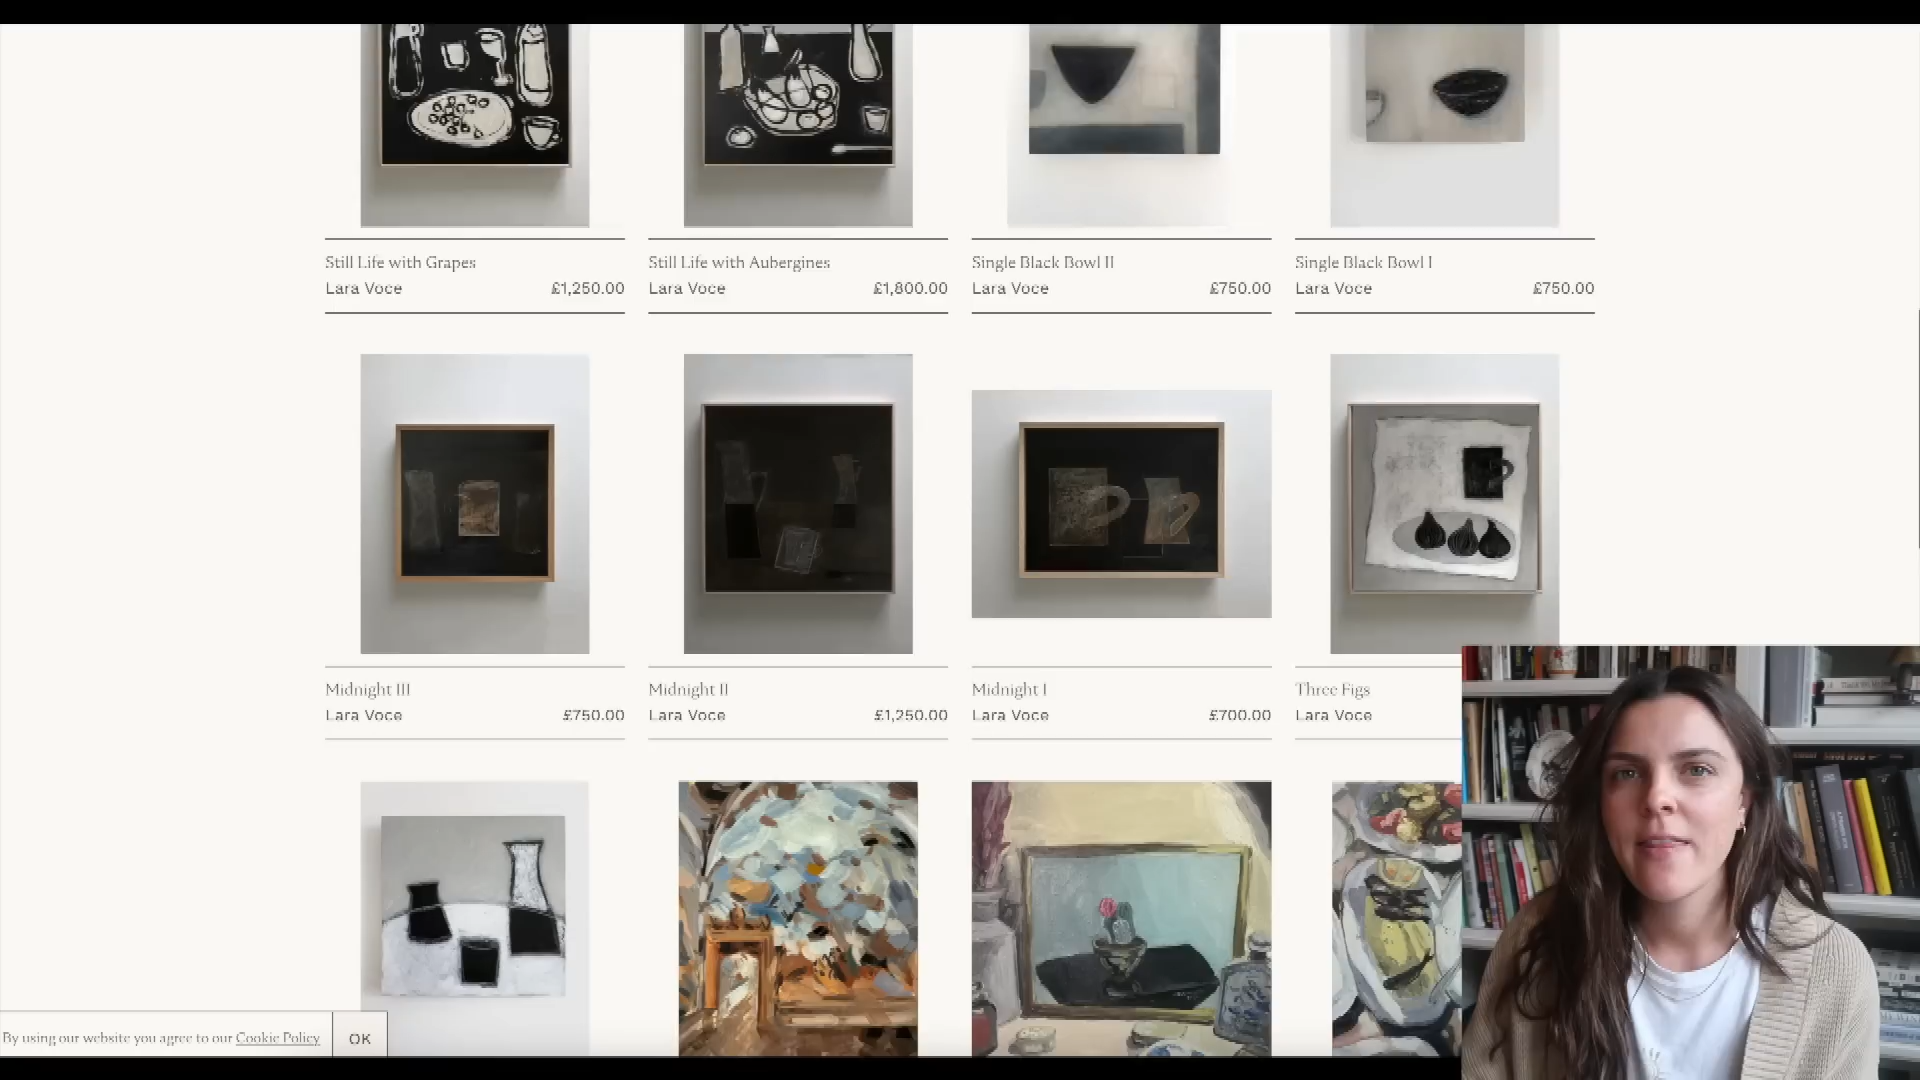 Still Life with Grapes
Lara Voce £1,250.00
Still Life with Aubergines
Lara Voce £1,800.00
Single Black Bowl II
Lara Voce £750.00
Single Black Bowl I
Lara Voce £750.00
Midnight III
Lara Voce £750.00
Midnight II
Lara Voce £1,250.00
Midnight I
Lara Voce £700.00
Three Figs
Lara Voce
By using our website you agree to our Cookie Policy
OK